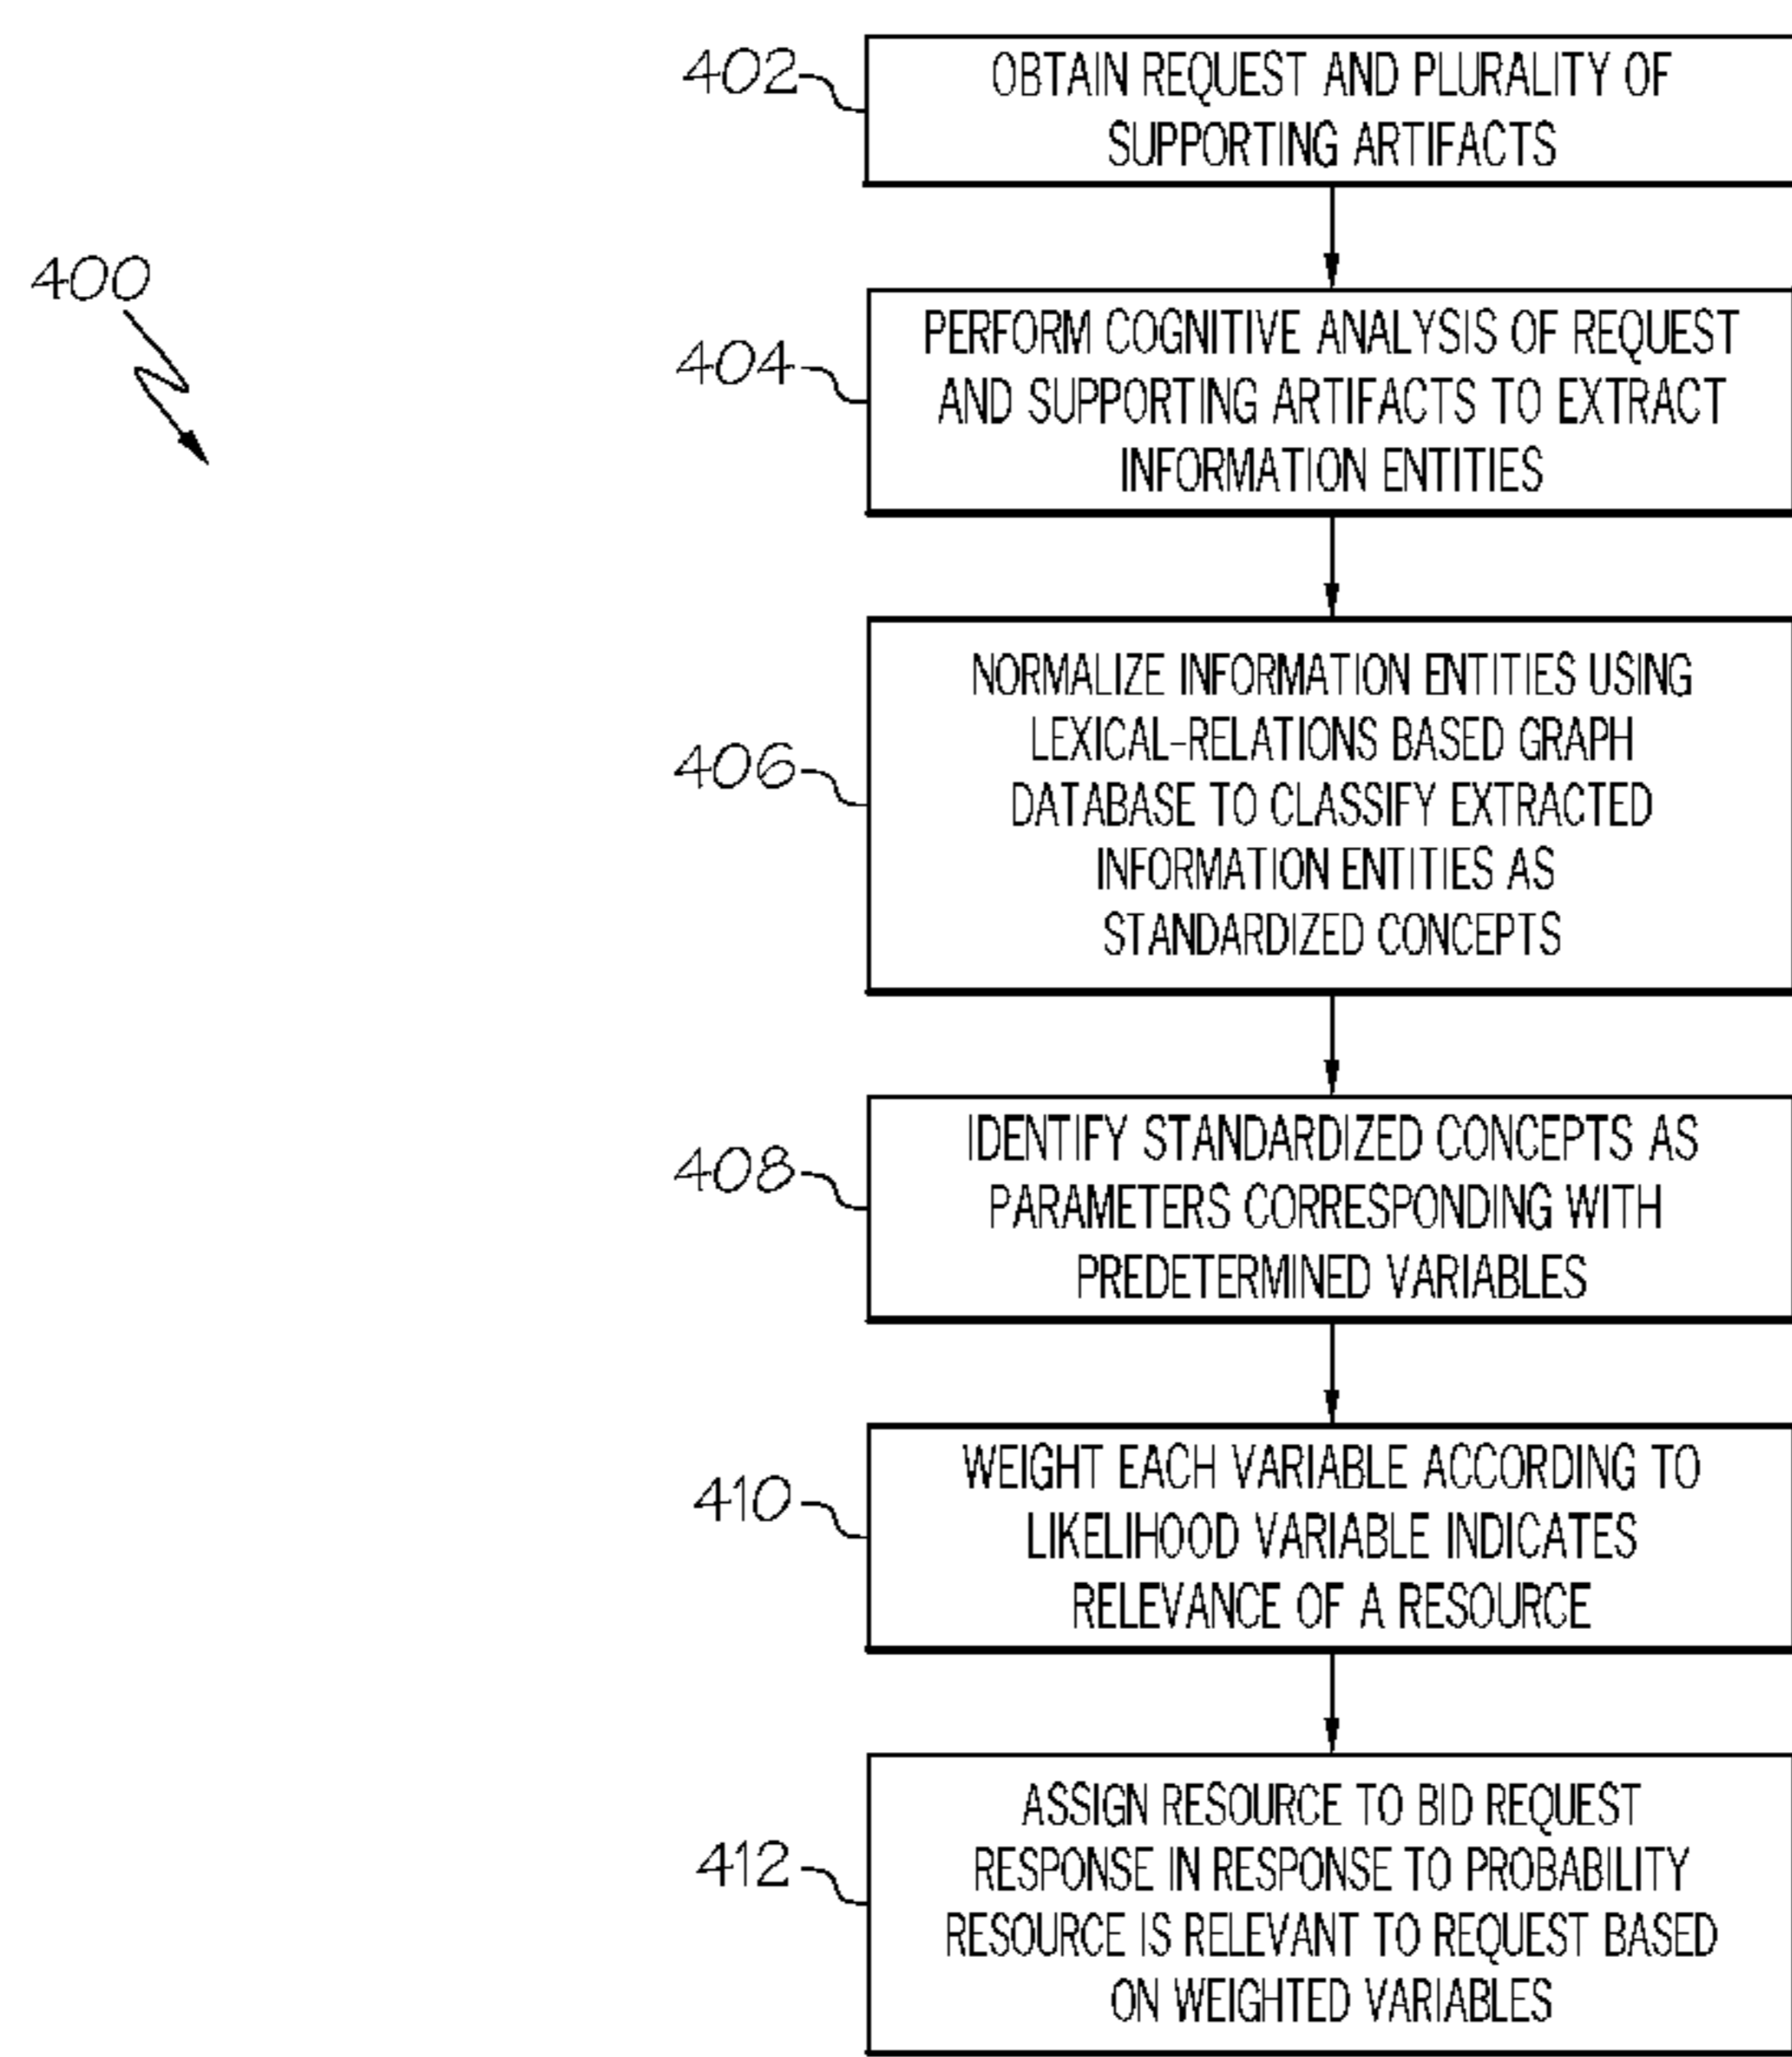 402
OBTAIN REQUEST AND PLURALITY OF
SUPPORTING ARTIFACTS
400
404
PERFORM COGNITIVE ANALYSIS OF REQUEST
AND SUPPORTING ARTIFACTS TO EXTRACT
INFORMATION ENTITIES
406
NORMALIZE INFORMATION ENTITIES USING
LEXICAL-RELATIONS BASED GRAPH
DATABASE TO CLASSIFY EXTRACTED
INFORMATION ENTITIES AS
STANDARDIZED CONCEPTS
408
IDENTIFY STANDARDIZED CONCEPTS AS
PARAMETERS CORRESPONDING WITH
PREDETERMINED VARIABLES
410
WEIGHT EACH VARIABLE ACCORDING TO
LIKELIHOOD VARIABLE INDICATES
RELEVANCE OF A RESOURCE
412
ASSIGN RESOURCE TO BID REQUEST
RESPONSE IN RESPONSE TO PROBABILITY
RESOURCE IS RELEVANT TO REQUEST BASED
ON WEIGHTED VARIABLES